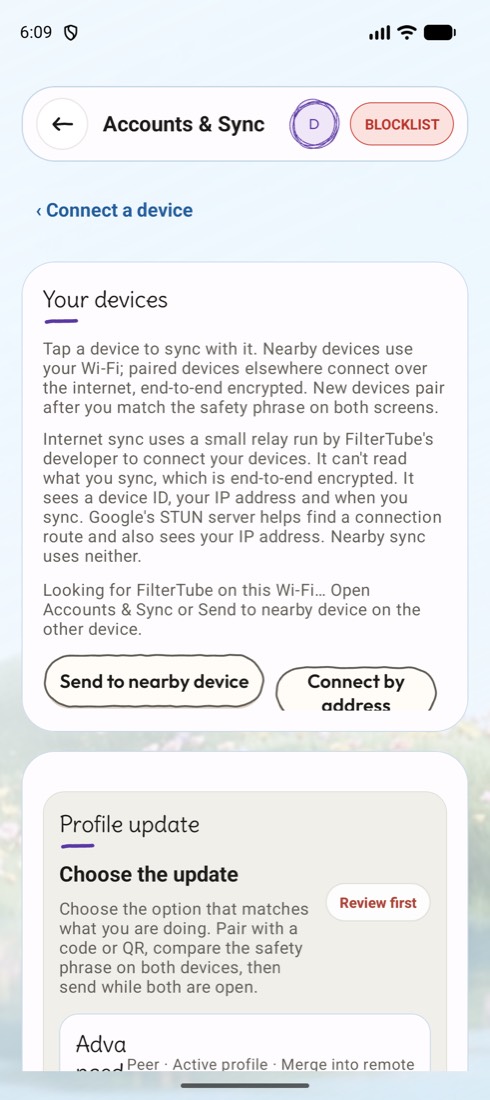 6:09
Accounts & Sync
D
BLOCKLIST
‹ Connect a device
Your devices
Tap a device to sync with it. Nearby devices use
your Wi-Fi; paired devices elsewhere connect over
the internet, end-to-end encrypted. New devices pair
after you match the safety phrase on both screens.
Internet sync uses a small relay run by FilterTube's
developer to connect your devices. It can't read
what you sync, which is end-to-end encrypted. It
sees a device ID, your IP address and when you
sync. Google's STUN server helps find a connection
route and also sees your IP address. Nearby sync
uses neither.
Looking for FilterTube on this Wi-Fi… Open
Accounts & Sync or Send to nearby device on the
other device.
Send to nearby device
Connect by
address
Profile update
Choose the update
Choose the option that matches
what you are doing. Pair with a
code or QR, compare the safety
phrase on both devices, then
send while both are open.
Review first
Adva
need
Peer · Active profile · Merge into remote